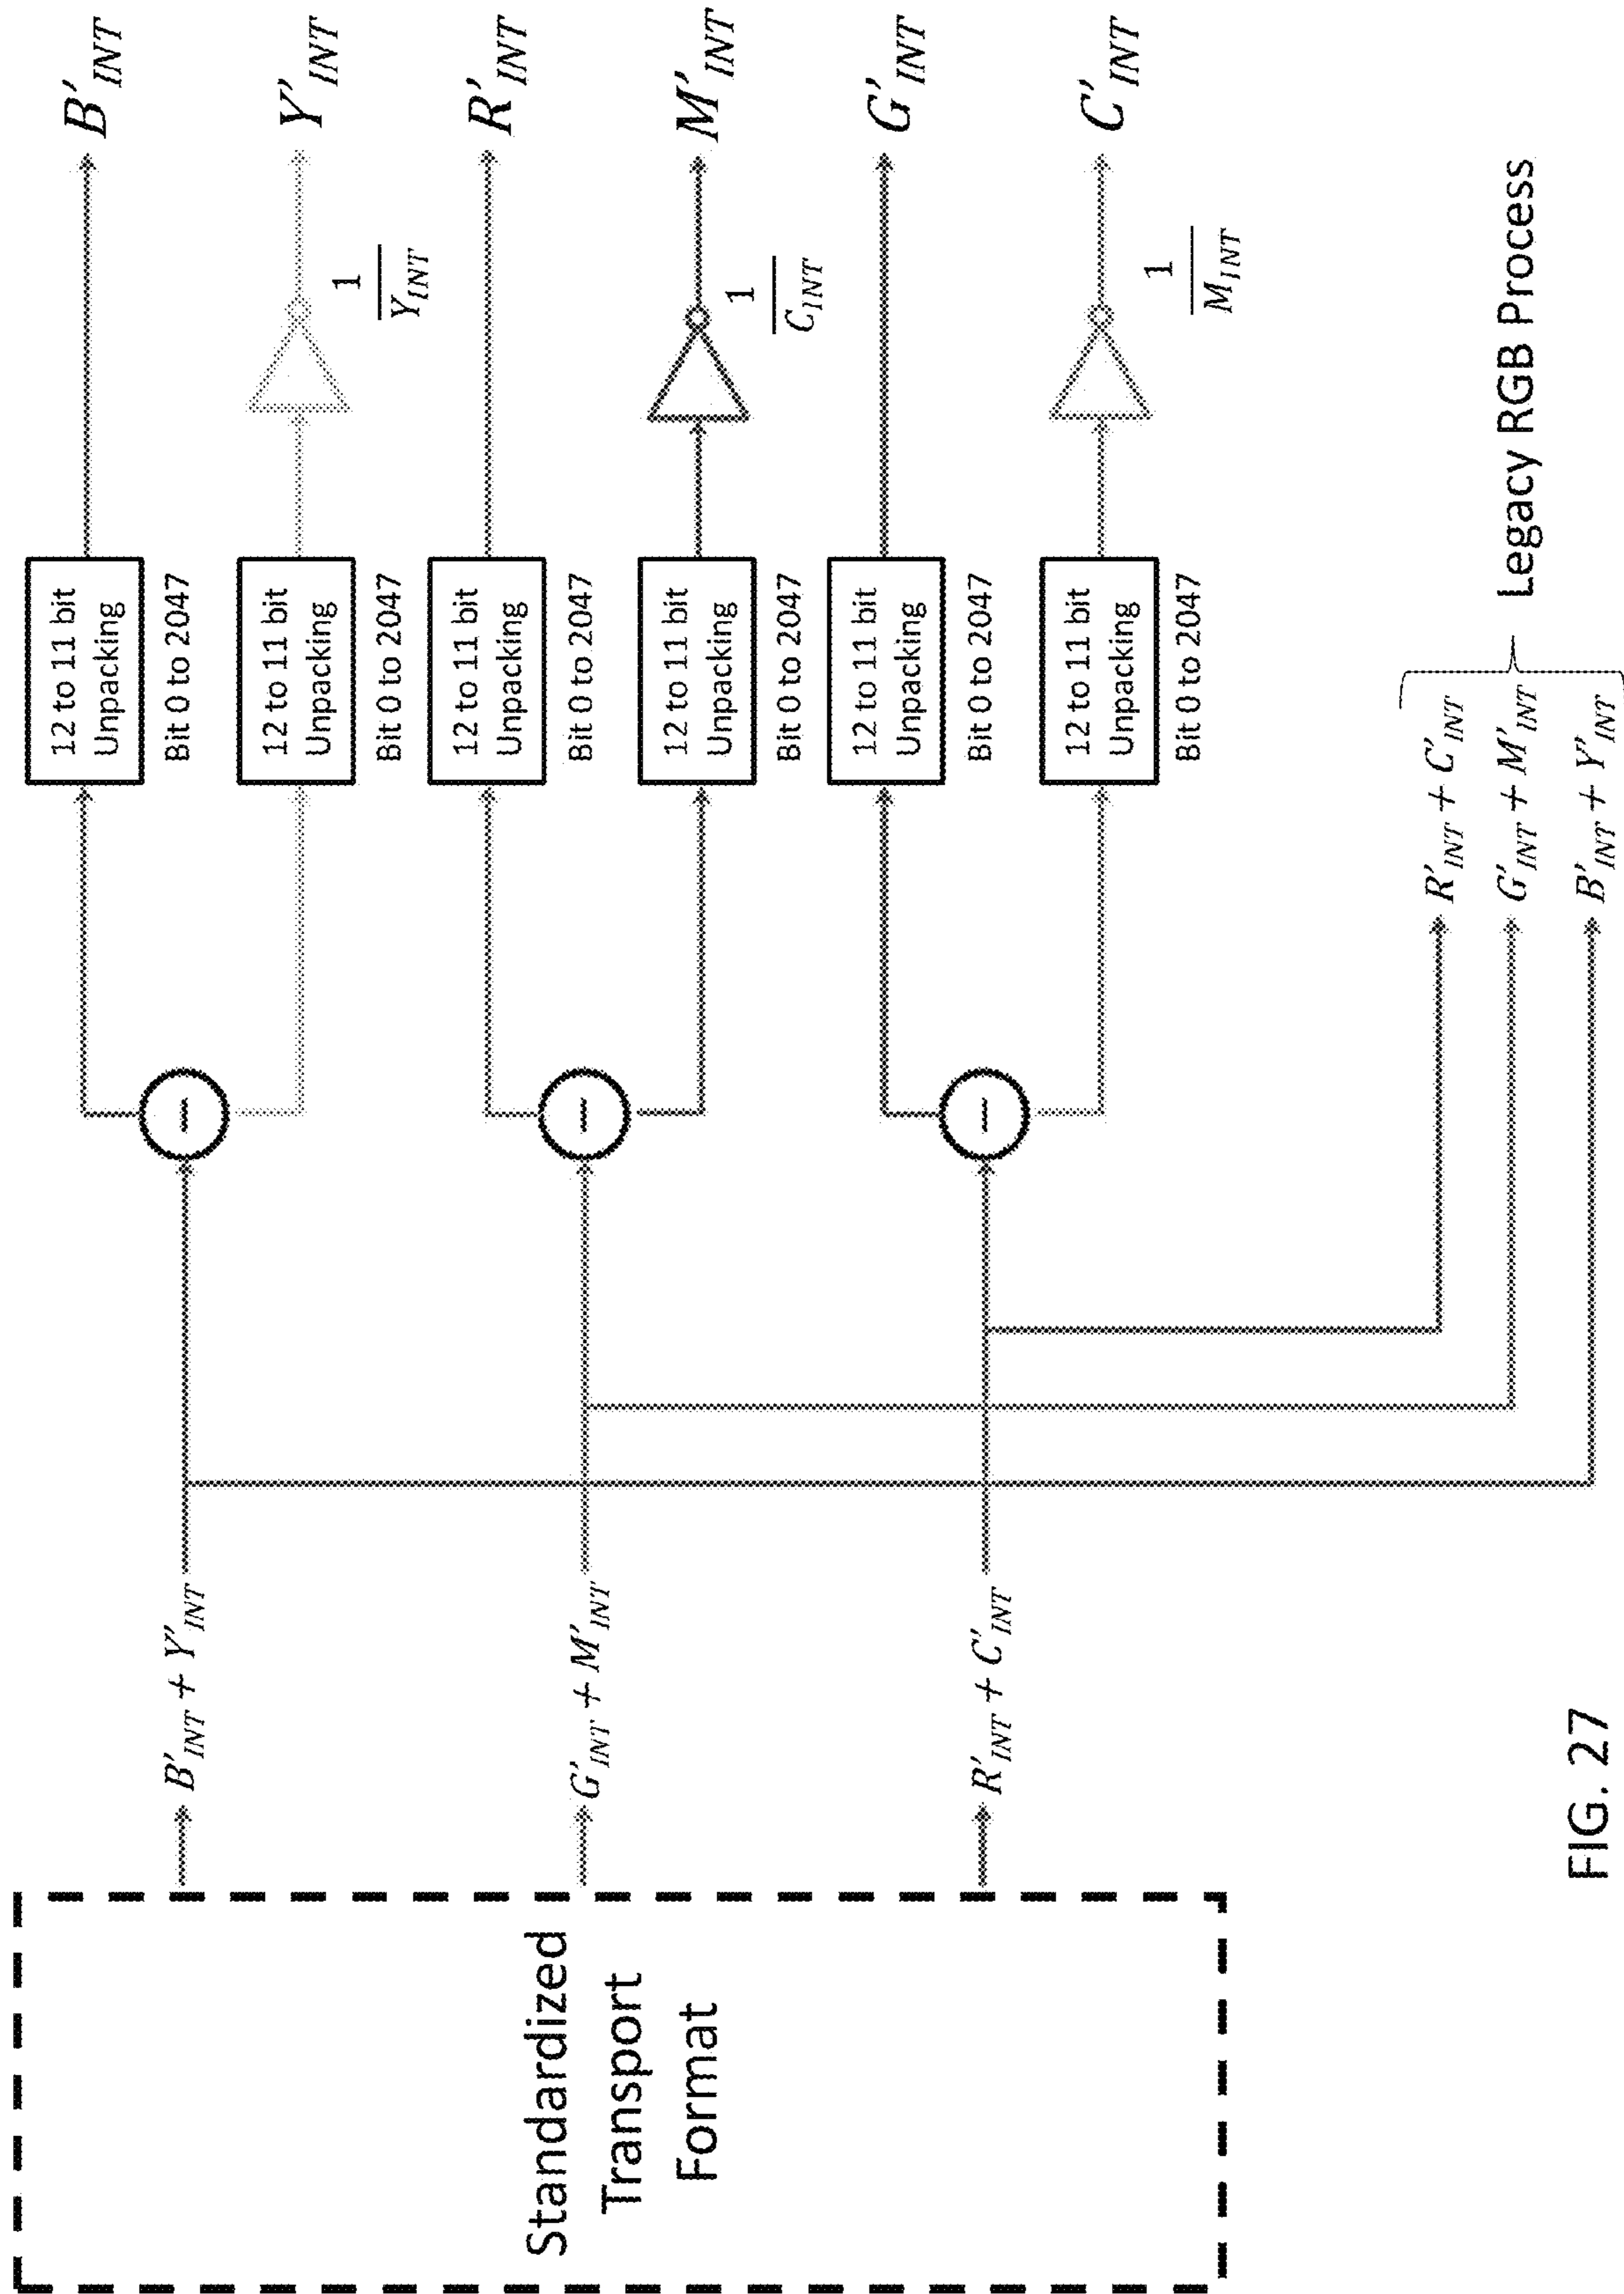 Standardized
Transport
Format
B'INT + Y'INT
G'INT + M'INT
R'INT + C'INT
−
−
−
12 to 11 bit
Unpacking
Bit 0 to 2047
12 to 11 bit
Unpacking
Bit 0 to 2047
12 to 11 bit
Unpacking
Bit 0 to 2047
12 to 11 bit
Unpacking
Bit 0 to 2047
12 to 11 bit
Unpacking
Bit 0 to 2047
12 to 11 bit
Unpacking
Bit 0 to 2047
1
YINT
1
CINT
1
MINT
B'INT
Y'INT
R'INT
M'INT
G'INT
C'INT
R'INT + C'INT
G'INT + M'INT
B'INT + Y'INT
Legacy RGB Process
FIG. 27